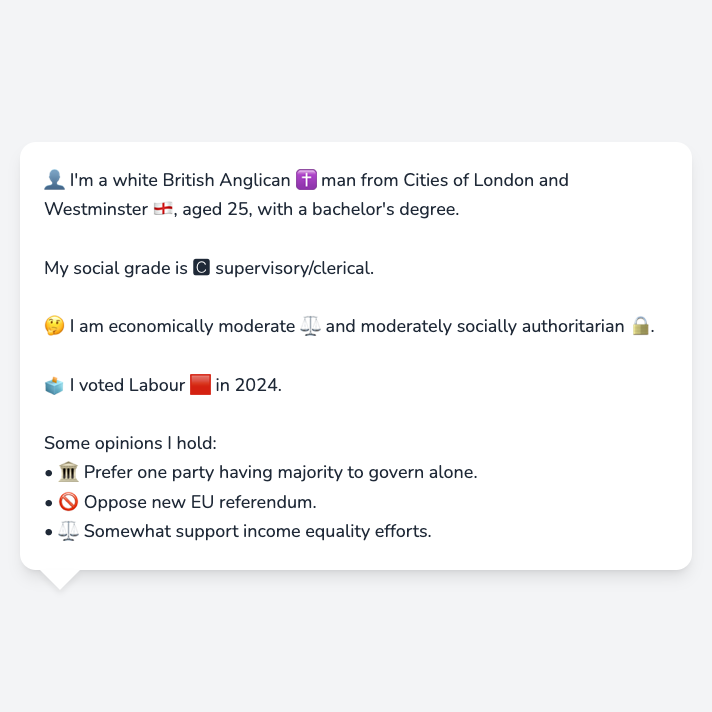 👤 I'm a white British Anglican ✝️ man from Cities of London and
Westminster 🏴󠁧󠁢󠁥󠁮󠁧󠁿, aged 25, with a bachelor's degree.
My social grade is 🅲 supervisory/clerical.
🤔 I am economically moderate ⚖️ and moderately socially authoritarian 🔒.
🗳️ I voted Labour 🟥 in 2024.
Some opinions I hold:
• 🏛️ Prefer one party having majority to govern alone.
• 🚫 Oppose new EU referendum.
• ⚖️ Somewhat support income equality efforts.